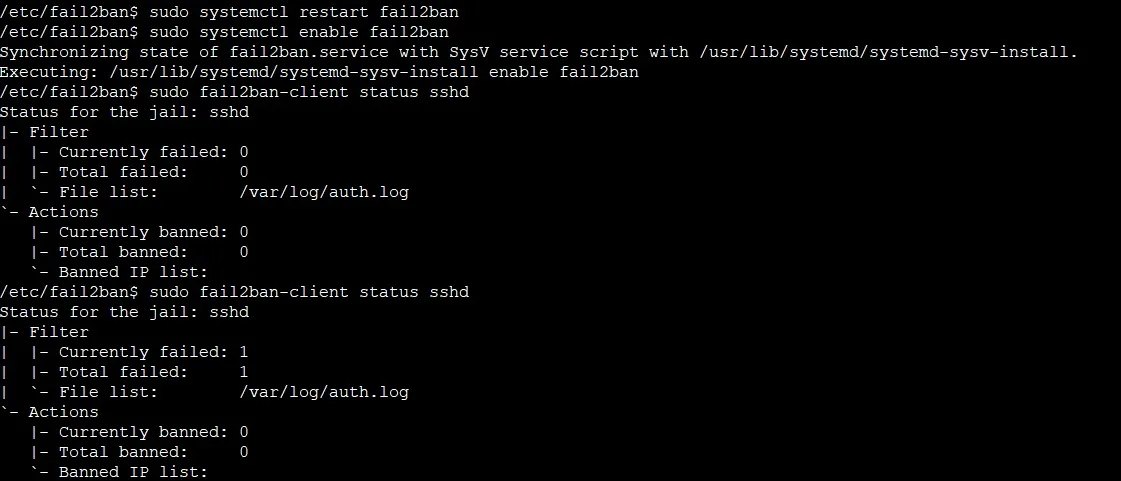 /etc/fail2ban$ sudo systemctl restart fail2ban
/etc/fail2ban$ sudo systemctl enable fail2ban
Synchronizing state of fail2ban.service with SysV service script with /usr/lib/systemd/systemd-sysv-install.
Executing: /usr/lib/systemd/systemd-sysv-install enable fail2ban
/etc/fail2ban$ sudo fail2ban-client status sshd
Status for the jail: sshd
|- Filter
|  |- Currently failed: 0
|  |- Total failed:     0
|  `- File list:        /var/log/auth.log
`- Actions
   |- Currently banned: 0
   |- Total banned:     0
   `- Banned IP list:
/etc/fail2ban$ sudo fail2ban-client status sshd
Status for the jail: sshd
|- Filter
|  |- Currently failed: 1
|  |- Total failed:     1
|  `- File list:        /var/log/auth.log
`- Actions
   |- Currently banned: 0
   |- Total banned:     0
   `- Banned IP list: